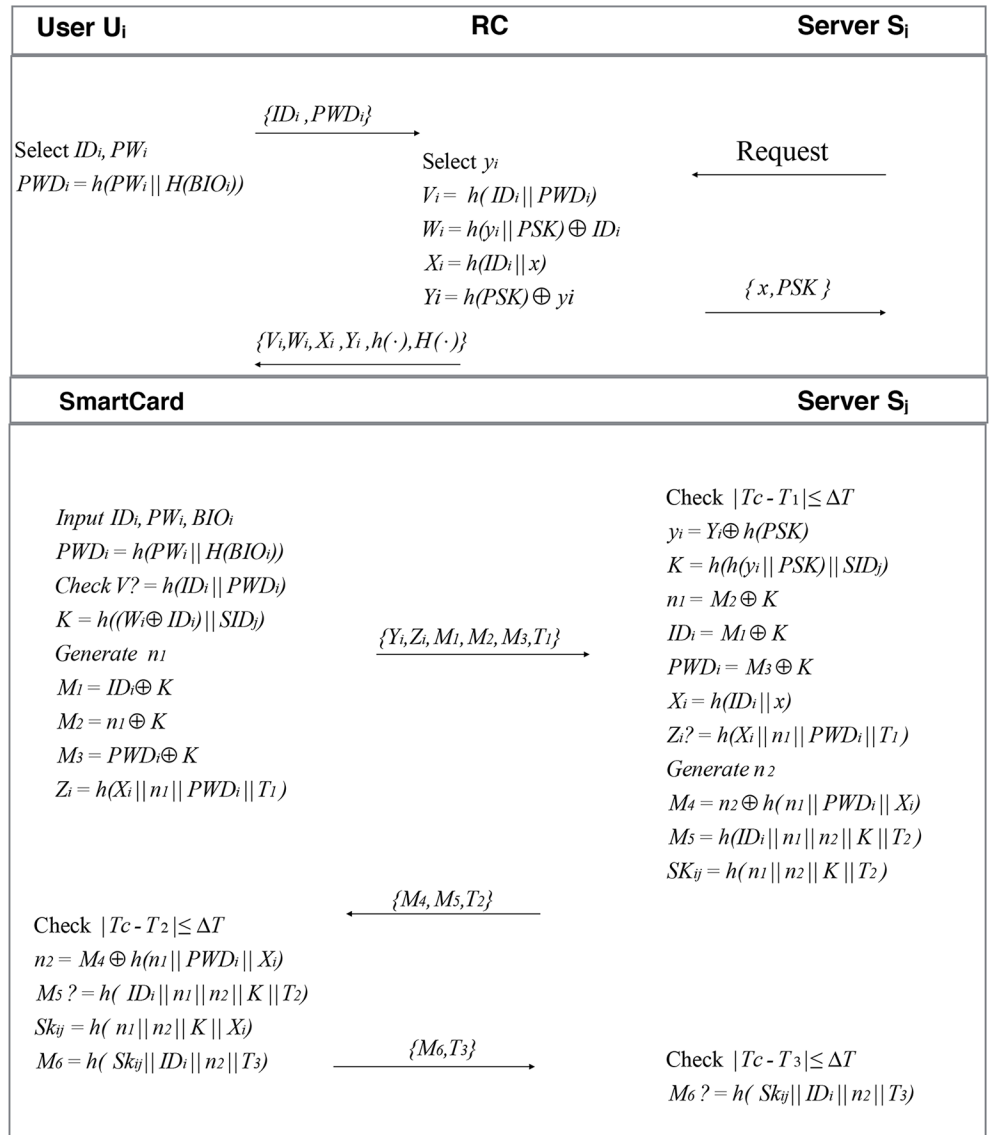 User Uᵢ RC Server Sⱼ
{IDᵢ ,PWDᵢ}
Select IDᵢ, PWᵢ
PWDᵢ = h(PWᵢ || H(BIOᵢ))
Select yᵢ
Vᵢ = h( IDᵢ || PWDᵢ)
Wᵢ = h(yᵢ || PSK) ⊕ IDᵢ
Xᵢ = h(IDᵢ || x)
Yi = h(PSK) ⊕ yi
Request
{ x,PSK }
{Vᵢ,Wᵢ, Xᵢ ,Yᵢ ,h(·),H(·)}
SmartCard Server Sⱼ
Input IDᵢ, PWᵢ, BIOᵢ
PWDᵢ = h(PWᵢ || H(BIOᵢ))
Check V? = h(IDᵢ || PWDᵢ)
K = h((Wᵢ⊕ IDᵢ) || SIDⱼ)
Generate n₁
M₁ = IDᵢ⊕ K
M₂ = n₁ ⊕ K
M₃ = PWDᵢ⊕ K
Zᵢ = h(Xᵢ || n₁ || PWDᵢ || T₁ )
{Yᵢ,Zᵢ, M₁, M₂, M₃,T₁}
Check |Tc - T₁|≤ ΔT
yᵢ = Yᵢ⊕ h(PSK)
K = h(h(yᵢ || PSK) || SIDⱼ)
n₁ = M₂ ⊕ K
IDᵢ = M₁ ⊕ K
PWDᵢ = M₃ ⊕ K
Xᵢ = h(IDᵢ || x)
Zᵢ? = h(Xᵢ || n₁ || PWDᵢ || T₁ )
Generate n₂
M₄ = n₂ ⊕ h( n₁ || PWDᵢ || Xᵢ)
M₅ = h(IDᵢ || n₁ || n₂ || K || T₂ )
SKᵢⱼ = h( n₁ || n₂ || K || T₂ )
{M₄, M₅,T₂}
Check |Tc - T₂|≤ ΔT
n₂ = M₄ ⊕ h(n₁ || PWDᵢ || Xᵢ)
M₅ ? = h( IDᵢ || n₁ || n₂ || K || T₂)
Skᵢⱼ = h( n₁ || n₂ || K || Xᵢ)
M₆ = h( Skᵢⱼ || IDᵢ || n₂ || T₃)
{M₆,T₃}
Check |Tc - T₃|≤ ΔT
M₆ ? = h( Skᵢⱼ || IDᵢ || n₂ || T₃)